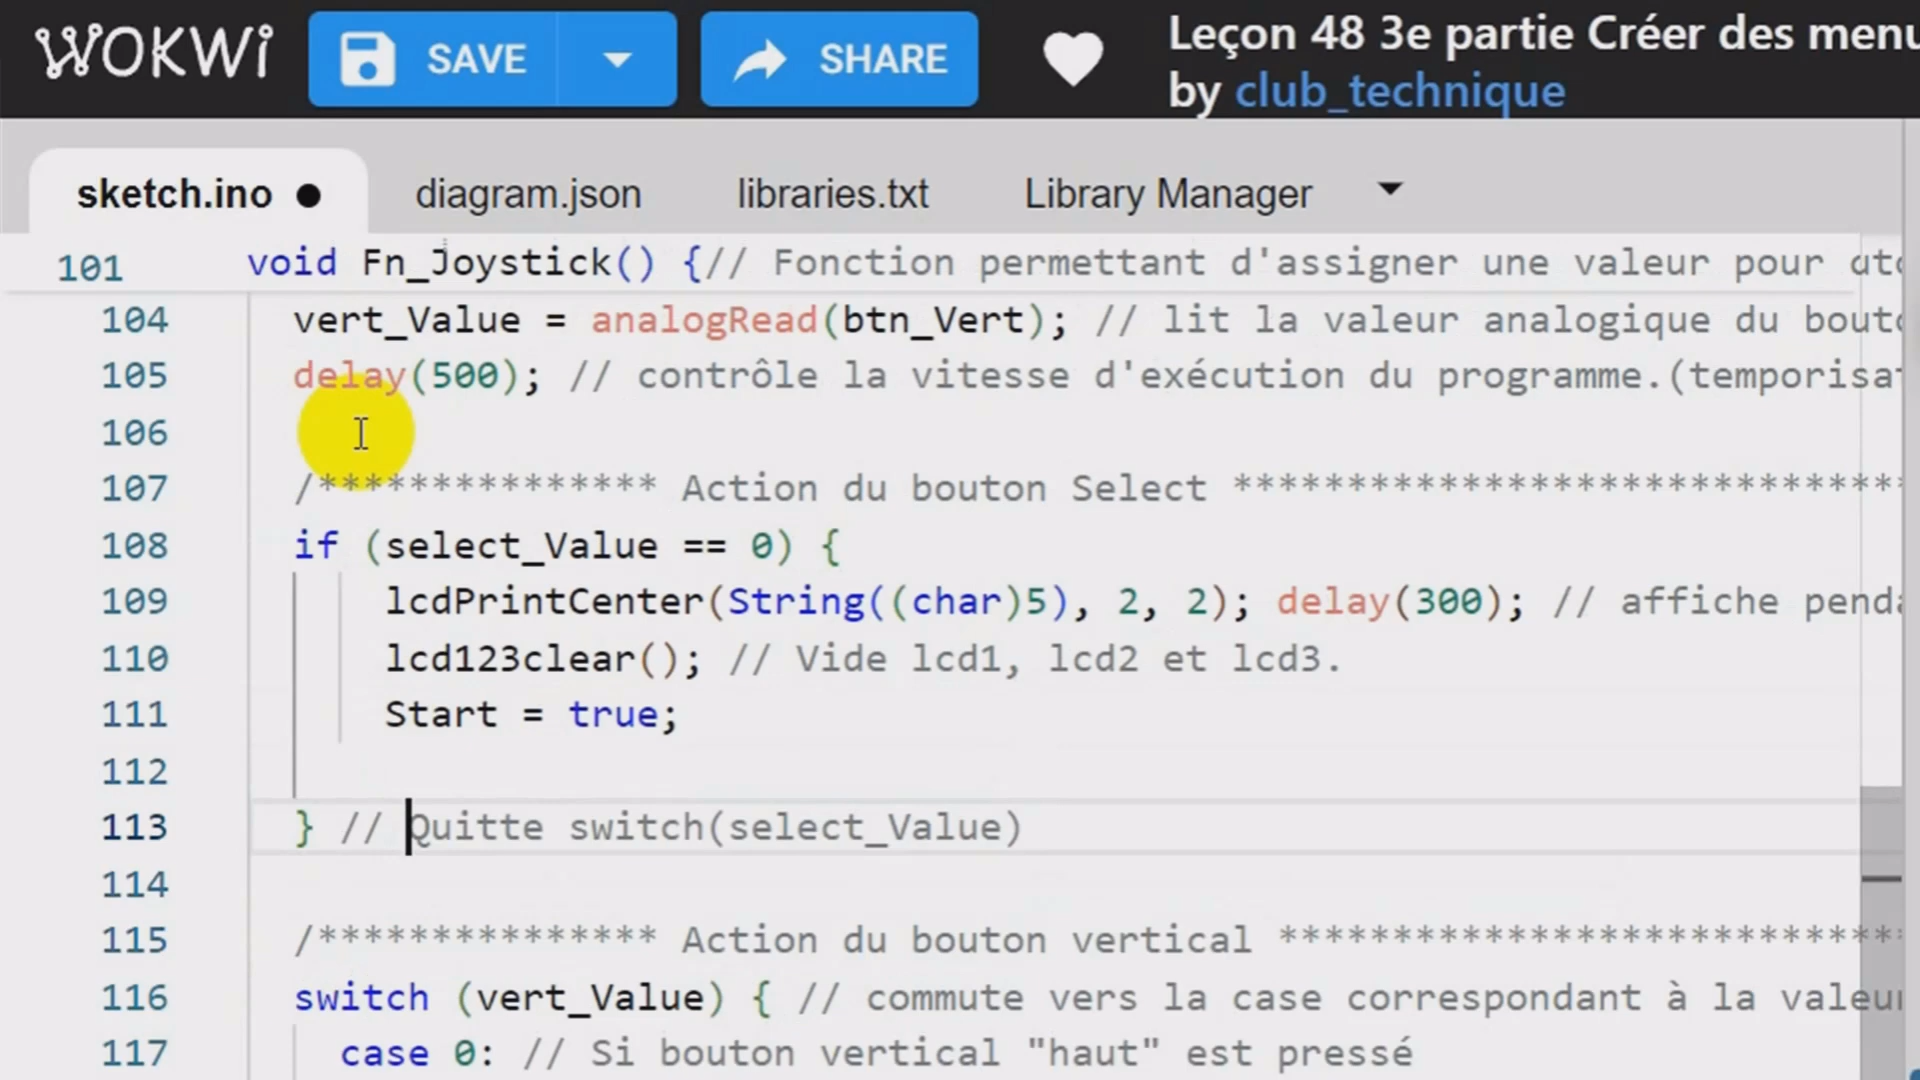 WOKWi SAVE SHARE Leçon 48 3e partie Créer des menu
by club_technique
sketch.ino ● diagram.json libraries.txt Library Manager
101 void Fn_Joystick() {// Fonction permettant d'assigner une valeur pour
104 vert_Value = analogRead(btn_Vert); // lit la valeur analogique du bouto
105 delay(500); // contrôle la vitesse d'exécution du programme.(temporisat
106
107 /*************** Action du bouton Select *****************************
108 if (select_Value == 0) {
109 lcdPrintCenter(String((char)5), 2, 2); delay(300); // affiche penda
110 lcd123clear(); // Vide lcd1, lcd2 et lcd3.
111 Start = true;
112
113 } // Quitte switch(select_Value)
114
115 /*************** Action du bouton vertical ***************************
116 switch (vert_Value) { // commute vers la case correspondant à la valeur
117 case 0: // Si bouton vertical "haut" est pressé